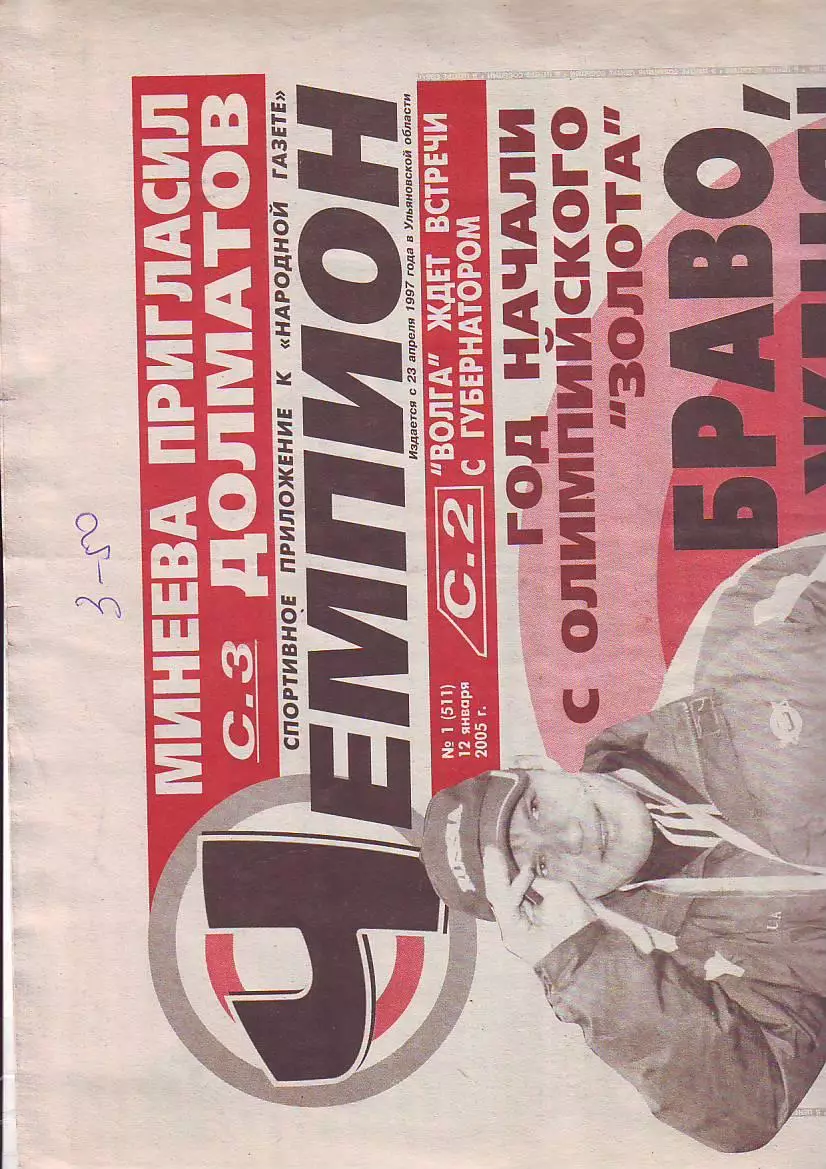 3-50
МИНЕЕВА ПРИГЛАСИЛ
С.3 ДОЛМАТОВ
СПОРТИВНОЕ ПРИЛОЖЕНИЕ К «НАРОДНОЙ ГАЗЕТЕ»
ЧЕМПИОН
Издается с 23 апреля 1997 года в Ульяновской области
№ 1 (511)
12 января
2005 г.
С.2
"ВОЛГА" ЖДЕТ ВСТРЕЧИ
С ГУБЕРНАТОРОМ
ГОД НАЧАЛИ
С ОЛИМПИЙСКОГО
"ЗОЛОТА"
БРАВО,